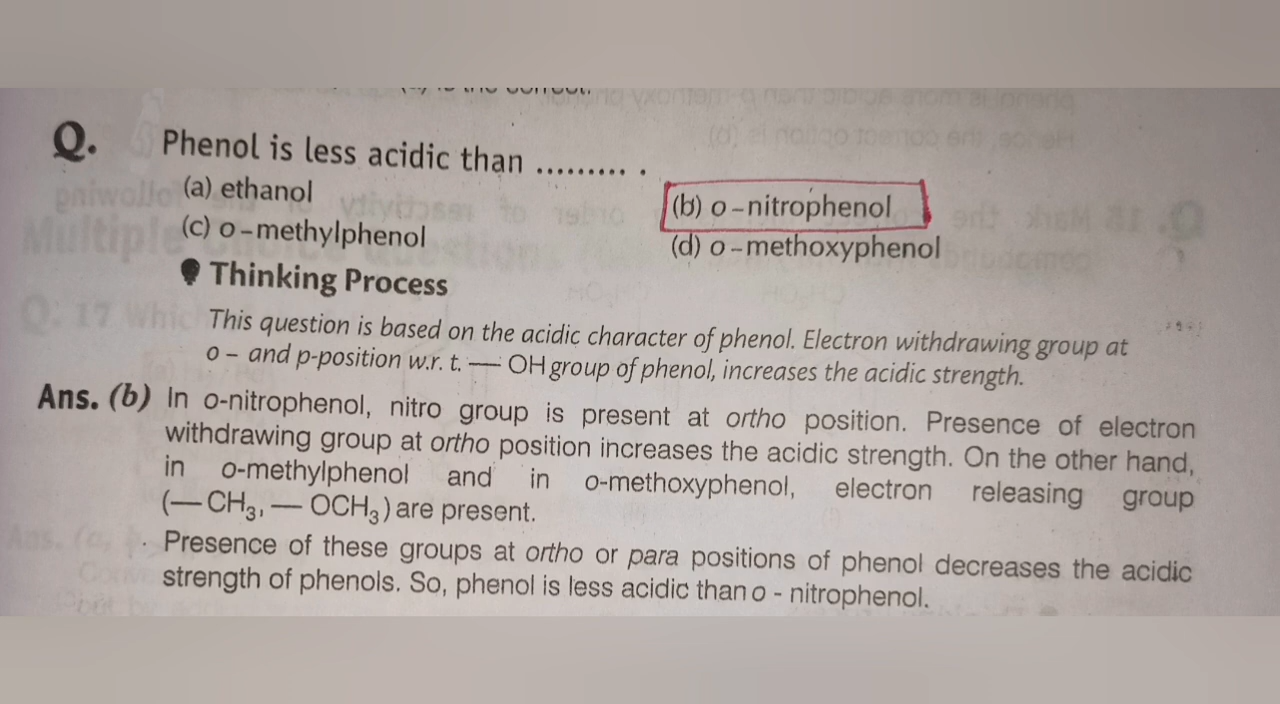 Q. Phenol is less acidic than ......... .
(a) ethanol (b) o-nitrophenol
(c) o-methylphenol (d) o-methoxyphenol
Thinking Process
This question is based on the acidic character of phenol. Electron withdrawing group at
o – and p-position w.r. t. — OH group of phenol, increases the acidic strength.
Ans. (b) In o-nitrophenol, nitro group is present at ortho position. Presence of electron
withdrawing group at ortho position increases the acidic strength. On the other hand,
in o-methylphenol and in o-methoxyphenol, electron releasing group
(— CH₃, — OCH₃) are present.
Presence of these groups at ortho or para positions of phenol decreases the acidic
strength of phenols. So, phenol is less acidic than o - nitrophenol.